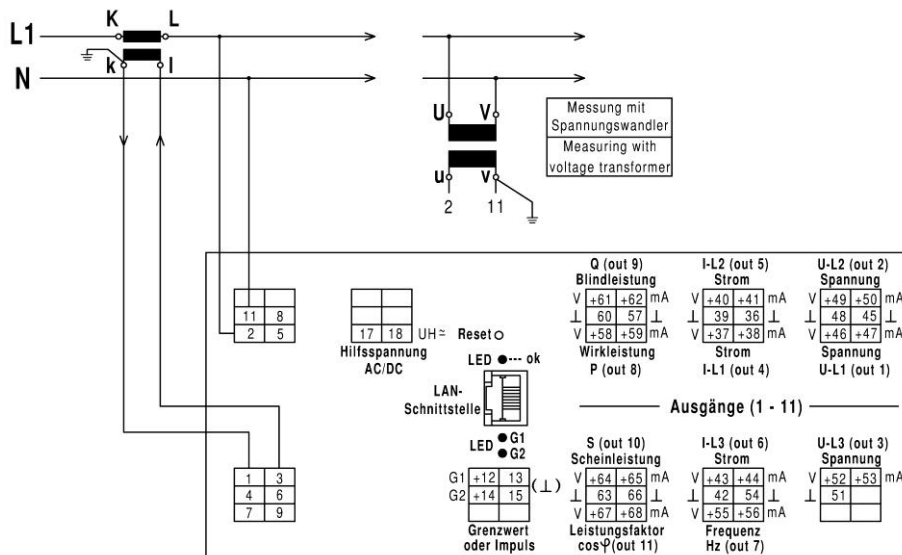 K L
L1
k l
N
U V
Messung mit
Spannungswandler
Measuring with
voltage transformer
u v
2 11
11 8
2 5
17 18 UH ≃
Hilfsspannung
AC/DC
Reset
LED --- ok
LAN-
Schnittstelle
LED G1
G2
Q (out 9)
Blindleistung
V +61 +62 mA
⊥ 60 57 ⊥
V +58 +59 mA
Wirkleistung
P (out 8)
I-L2 (out 5)
Strom
V +40 +41 mA
⊥ 39 36 ⊥
V +37 +38 mA
Strom
I-L1 (out 4)
U-L2 (out 2)
Spannung
V +49 +50 mA
⊥ 48 45 ⊥
V +46 +47 mA
Spannung
U-L1 (out 1)
Ausgänge (1 - 11)
1 3
4 6
7 9
G1 +12 13 (⊥)
G2 +14 15
Grenzwert
oder Impuls
S (out 10)
Scheinleistung
V +64 +65 mA
⊥ 63 66 ⊥
V +67 +68 mA
Leistungsfaktor
cosφ (out 11)
I-L3 (out 6)
Strom
V +43 +44 mA
⊥ 42 54 ⊥
V +55 +56 mA
Frequenz
Hz (out 7)
U-L3 (out 3)
Spannung
V +52 +53 mA
⊥ 51